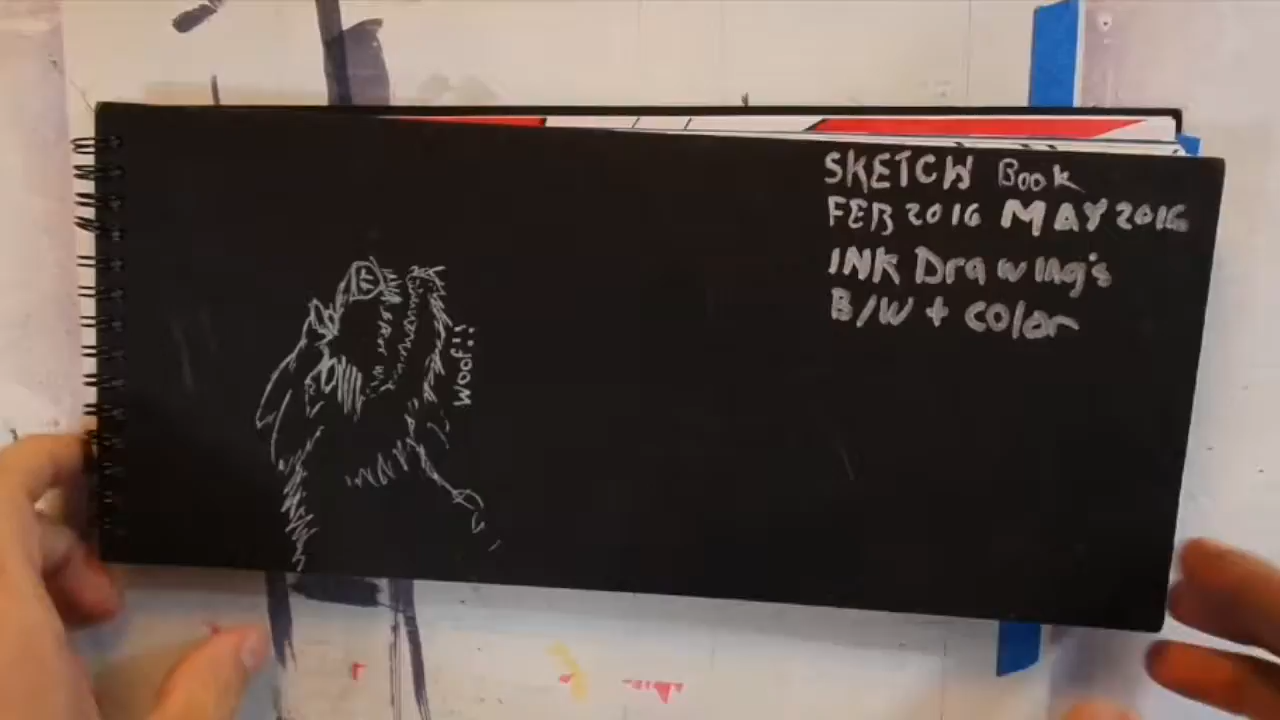 SKETCH Book
FEB 2016 MAY 2016
INK Drawing's
B/W + Color
woof!!